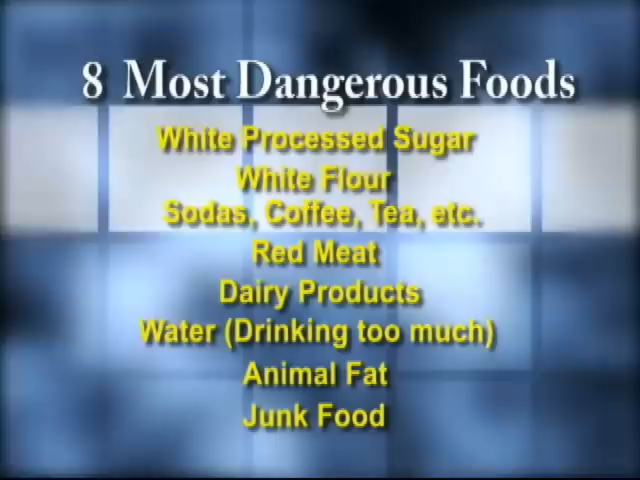 8 Most Dangerous Foods
White Processed Sugar
White Flour
Sodas, Coffee, Tea, etc.
Red Meat
Dairy Products
Water (Drinking too much)
Animal Fat
Junk Food